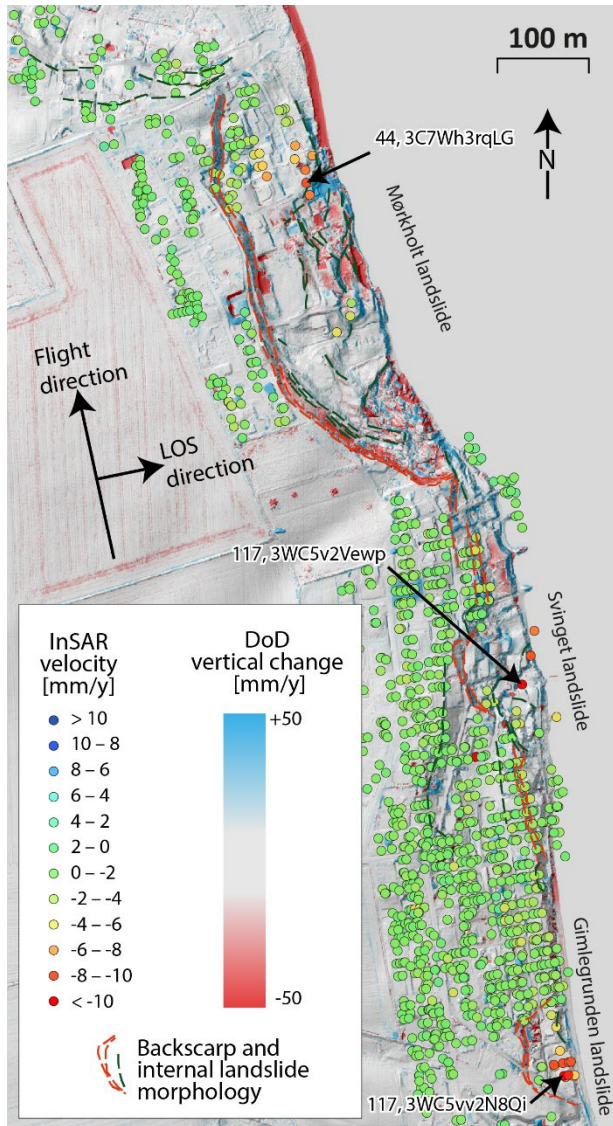 100 m
44, 3C7Wh3rqLG
N
Mørkholt landslide
Flight
direction
LOS
direction
117, 3WC5v2Vewp
Svinget landslide
InSAR
velocity
[mm/y]
DoD
vertical change
[mm/y]
> 10
10 – 8
8 – 6
6 – 4
4 – 2
2 – 0
0 – -2
-2 – -4
-4 – -6
-6 – -8
-8 – -10
< -10
+50
-50
Backscarp and
internal landslide
morphology
Gimlegrunden landslide
117, 3WC5vv2N8Qi